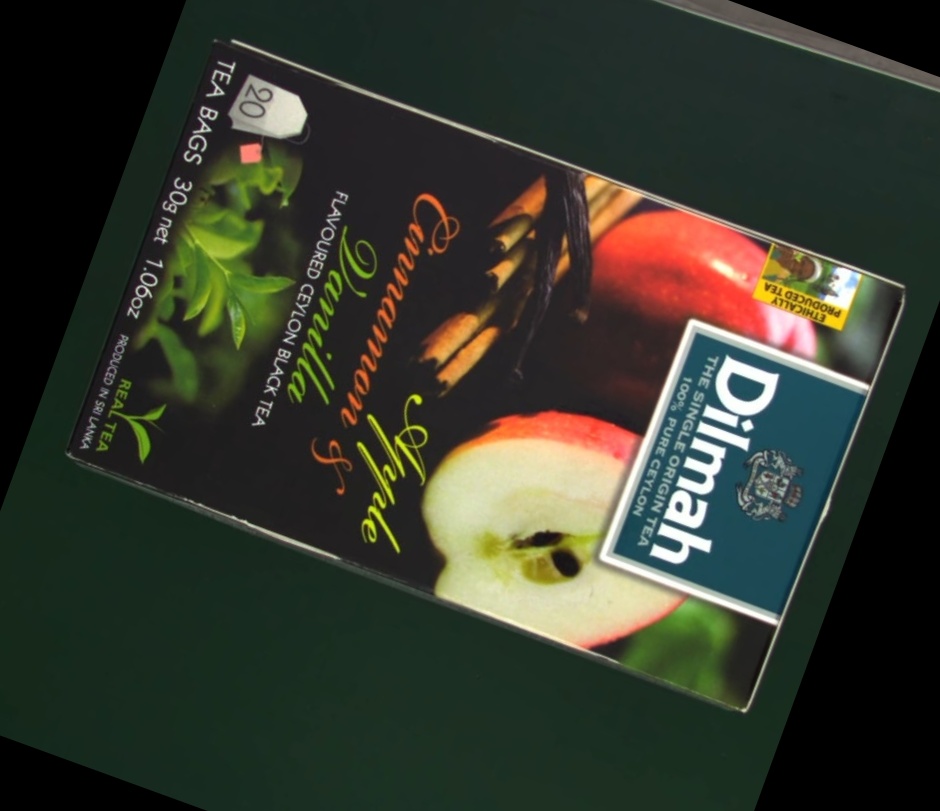 ETHICALLY
PRODUCED TEA
Dilmah
THE SINGLE ORIGIN TEA
100% PURE CEYLON TEA
Cinnamon &
Vanilla Apple
FLAVOURED CEYLON BLACK TEA
20
TEA BAGS 30g net 1.06oz
REAL TEA
PRODUCED IN SRI LANKA